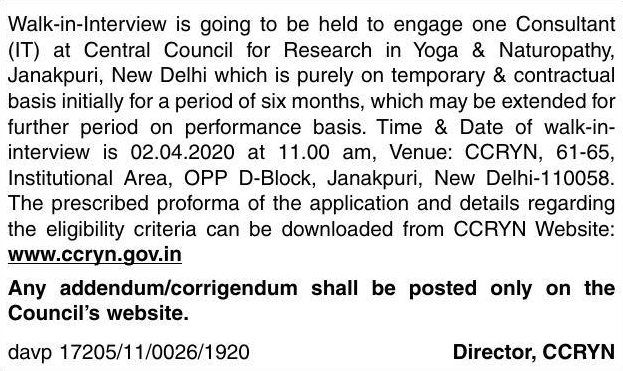 Walk-in-Interview is going to be held to engage one Consultant
(IT) at Central Council for Research in Yoga & Naturopathy,
Janakpuri, New Delhi which is purely on temporary & contractual
basis initially for a period of six months, which may be extended for
further period on performance basis. Time & Date of walk-in-
interview is 02.04.2020 at 11.00 am, Venue: CCRYN, 61-65,
Institutional Area, OPP D-Block, Janakpuri, New Delhi-110058.
The prescribed proforma of the application and details regarding
the eligibility criteria can be downloaded from CCRYN Website:
www.ccryn.gov.in
Any addendum/corrigendum shall be posted only on the
Council's website.
davp 17205/11/0026/1920 Director, CCRYN